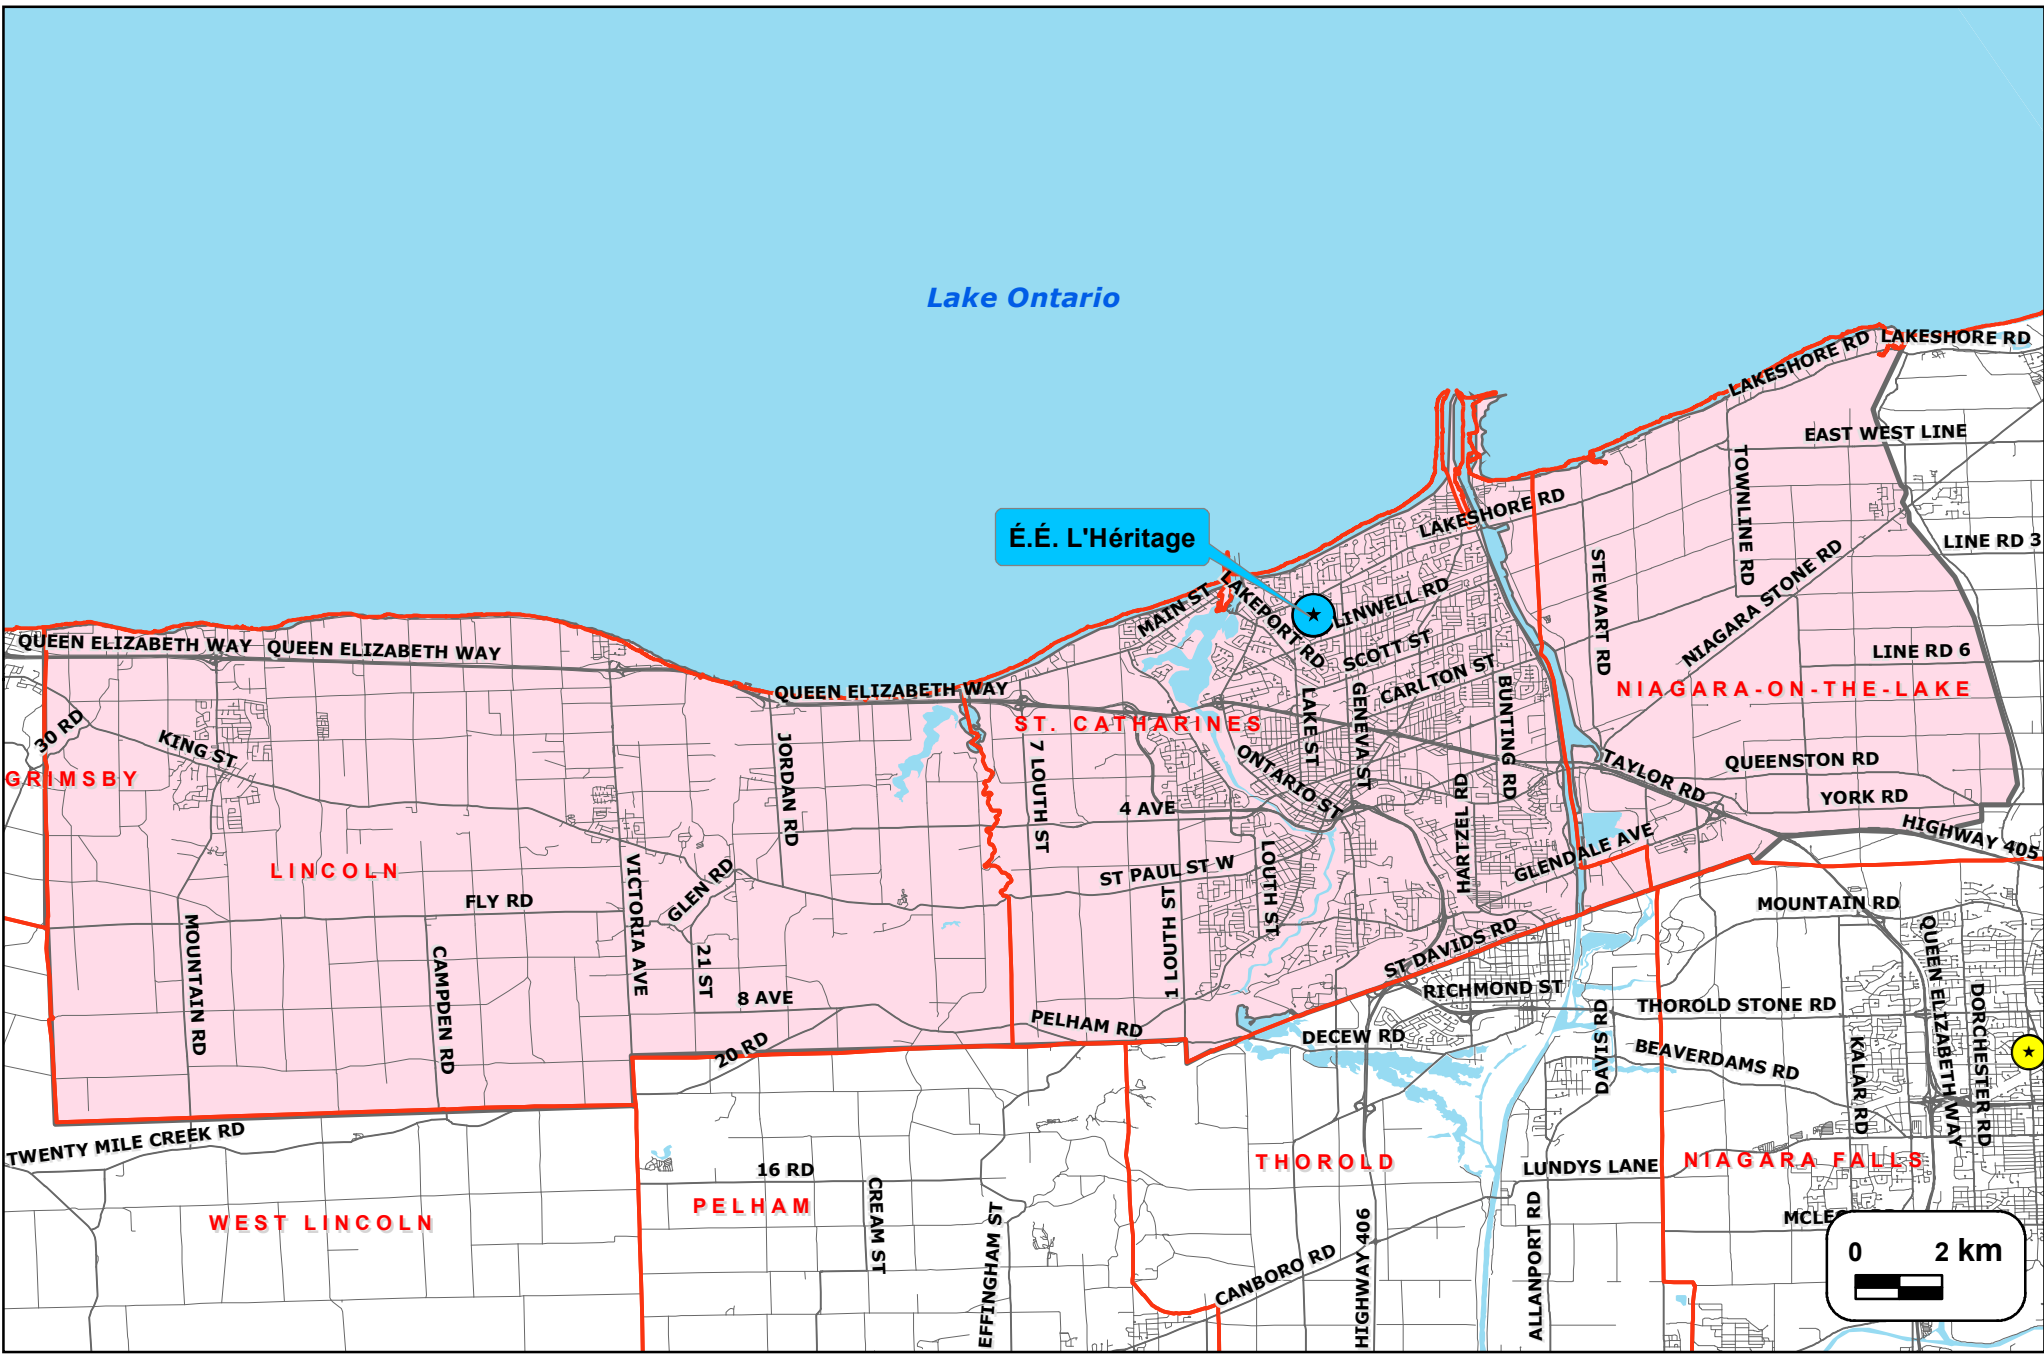 Lake Ontario
LAKESHORE RD
LAKESHORE RD
EAST WEST LINE
TOWNLINE RD
LAKESHORE RD
É.É. L'Héritage
LINE RD 3
STEWART RD
NIAGARA STONE RD
MAIN ST
LAKEPORT RD
LINWELL RD
SCOTT ST
CARLTON ST
LINE RD 6
QUEEN ELIZABETH WAY
QUEEN ELIZABETH WAY
QUEEN ELIZABETH WAY
NIAGARA-ON-THE-LAKE
ST. CATHARINES
LAKE ST
GENEVA ST
BUNTING RD
30 RD
KING ST
GRIMSBY
JORDAN RD
7 LOUTH ST
ONTARIO ST
4 AVE
HARTZEL RD
TAYLOR RD
QUEENSTON RD
YORK RD
HIGHWAY 405
GLENDALE AVE
LINCOLN
VICTORIA AVE
GLEN RD
ST PAUL ST W
LOUTH ST
1 LOUTH ST
FLY RD
MOUNTAIN RD
CAMPDEN RD
21 ST
8 AVE
20 RD
PELHAM RD
ST DAVIDS RD
RICHMOND ST
DECEW RD
DAVIS RD
MOUNTAIN RD
QUEEN ELIZABETH WAY
DORCHESTER RD
THOROLD STONE RD
BEAVERDAMS RD
KALAR RD
TWENTY MILE CREEK RD
16 RD
THOROLD
LUNDYS LANE
NIAGARA FALLS
WEST LINCOLN
PELHAM
CREAM ST
EFFINGHAM ST
CANBORO RD
HIGHWAY 406
ALLANPORT RD
0 2 km